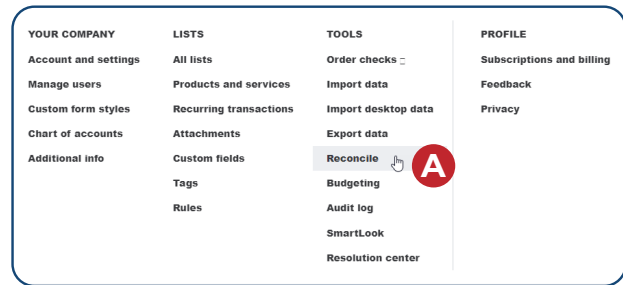 YOUR COMPANY
Account and settings
Manage users
Custom form styles
Chart of accounts
Additional info
LISTS
All lists
Products and services
Recurring transactions
Attachments
Custom fields
Tags
Rules
TOOLS
Order checks
Import data
Import desktop data
Export data
Reconcile
A
Budgeting
Audit log
SmartLook
Resolution center
PROFILE
Subscriptions and billing
Feedback
Privacy